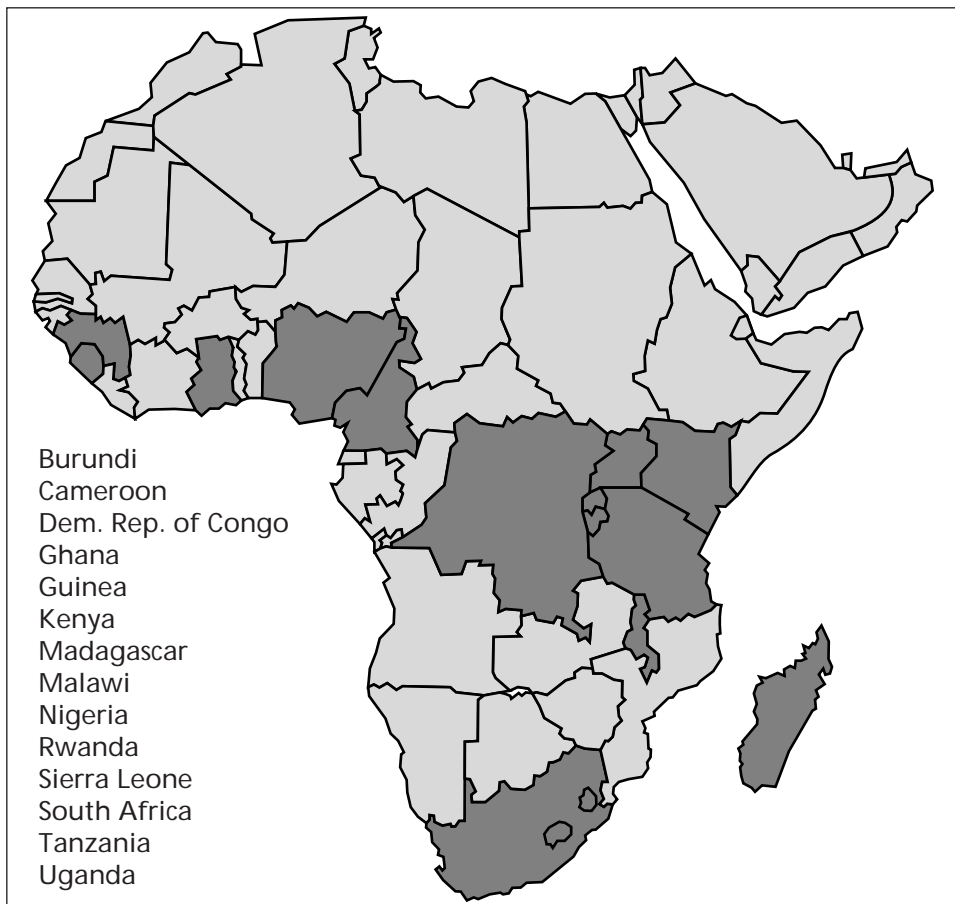 Burundi
Cameroon
Dem. Rep. of Congo
Ghana
Guinea
Kenya
Madagascar
Malawi
Nigeria
Rwanda
Sierra Leone
South Africa
Tanzania
Uganda